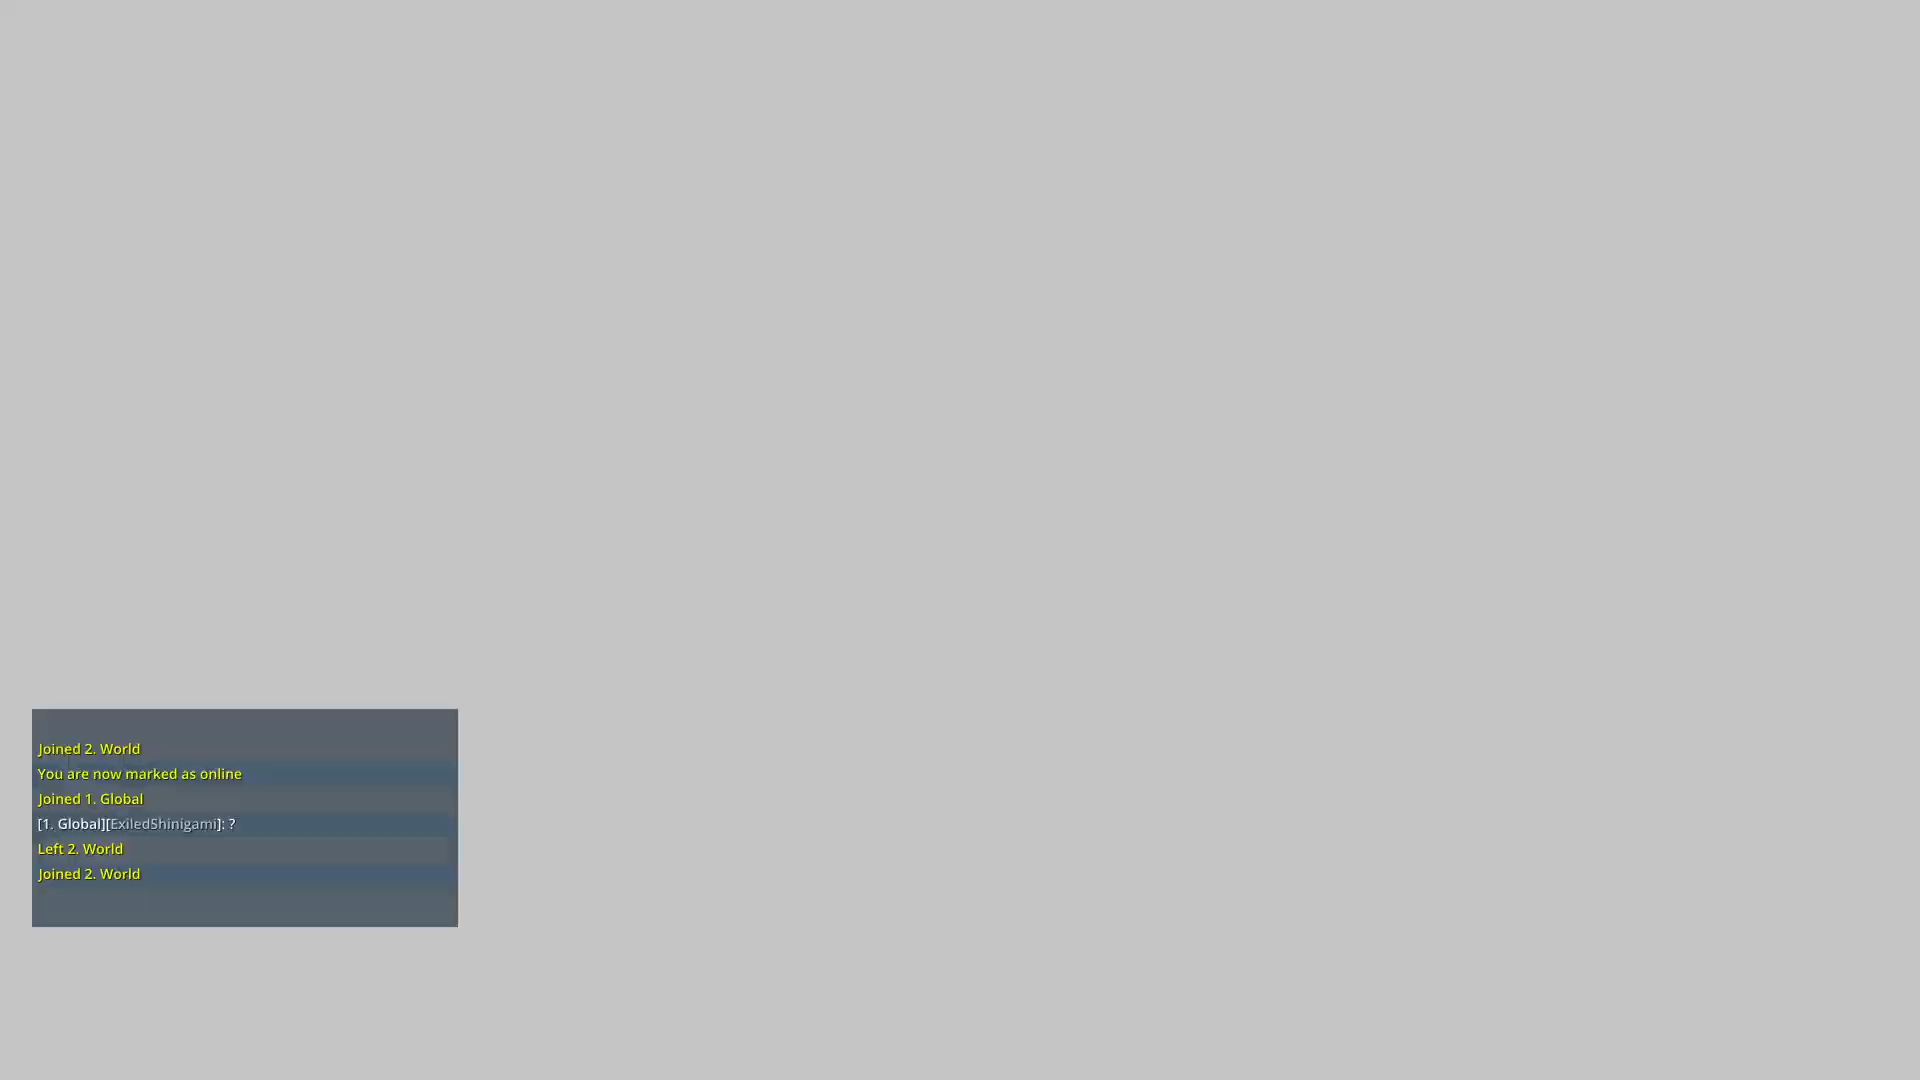 Joined 2. World
You are now marked as online
Joined 1. Global
[1. Global][ExiledShinigami]: ?
Left 2. World
Joined 2. World